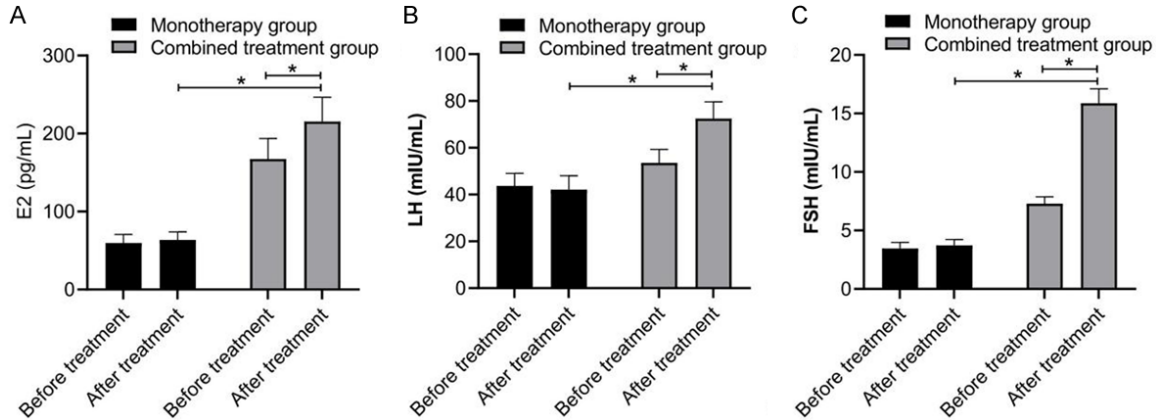 A
Monotherapy group
Combined treatment group
300
200
100
0
E2 (pg/mL)
*
*
Before treatment
After treatment
Before treatment
After treatment
B
Monotherapy group
Combined treatment group
100
80
60
40
20
0
LH (mIU/mL)
*
*
Before treatment
After treatment
Before treatment
After treatment
C
Monotherapy group
Combined treatment group
20
15
10
5
0
FSH (mIU/mL)
*
*
Before treatment
After treatment
Before treatment
After treatment